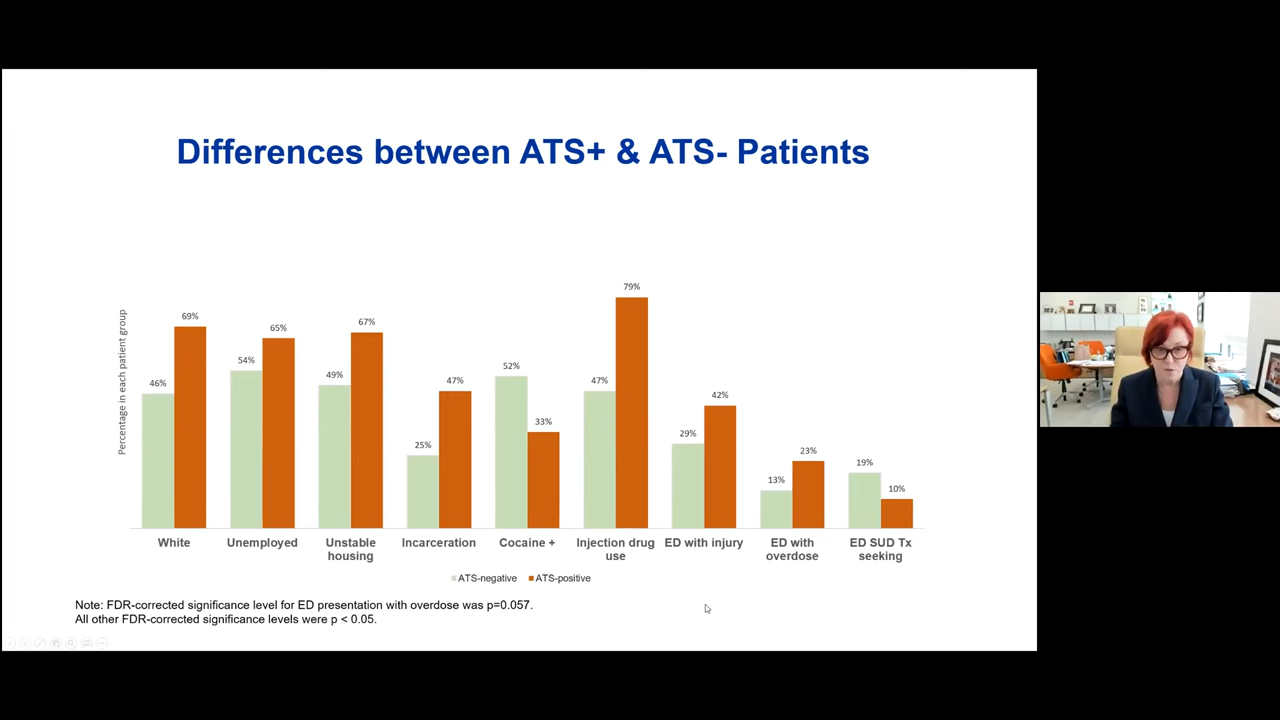 Differences between ATS+ & ATS- Patients
Percentage in each patient group
46%
69%
54%
65%
49%
67%
25%
47%
52%
33%
47%
79%
29%
42%
13%
23%
19%
10%
White
Unemployed
Unstable
housing
Incarceration
Cocaine +
Injection drug
use
ED with injury
ED with
overdose
ED SUD Tx
seeking
ATS-negative
ATS-positive
Note: FDR-corrected significance level for ED presentation with overdose was p=0.057.
All other FDR-corrected significance levels were p < 0.05.